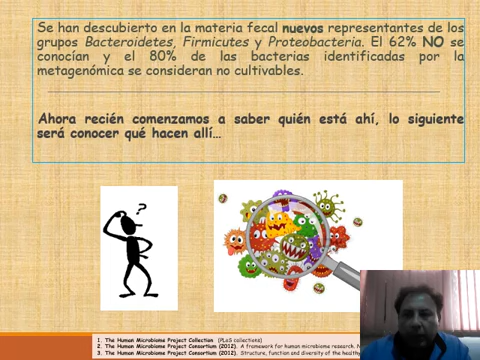 Se han descubierto en la materia fecal nuevos representantes de los
grupos Bacteroidetes, Firmicutes y Proteobacteria. El 62% NO se
conocían y el 80% de las bacterias identificadas por la
metagenómica se consideran no cultivables.
Ahora recién comenzamos a saber quién está ahí, lo siguiente
será conocer qué hacen allí...
?
1. The Human Microbiome Project Collection (PLoS collections)
2. The Human Microbiome Project Consortium (2012). A framework for human microbiome research.
3. The Human Microbiome Project Consortium (2012). Structure, function and diversity of the healthy